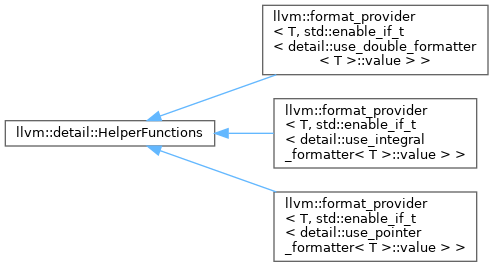 llvm::format_provider
< T, std::enable_if_t
< detail::use_double_formatter
< T >::value > >
llvm::detail::HelperFunctions
llvm::format_provider
< T, std::enable_if_t
< detail::use_integral
_formatter< T >::value > >
llvm::format_provider
< T, std::enable_if_t
< detail::use_pointer
_formatter< T >::value > >